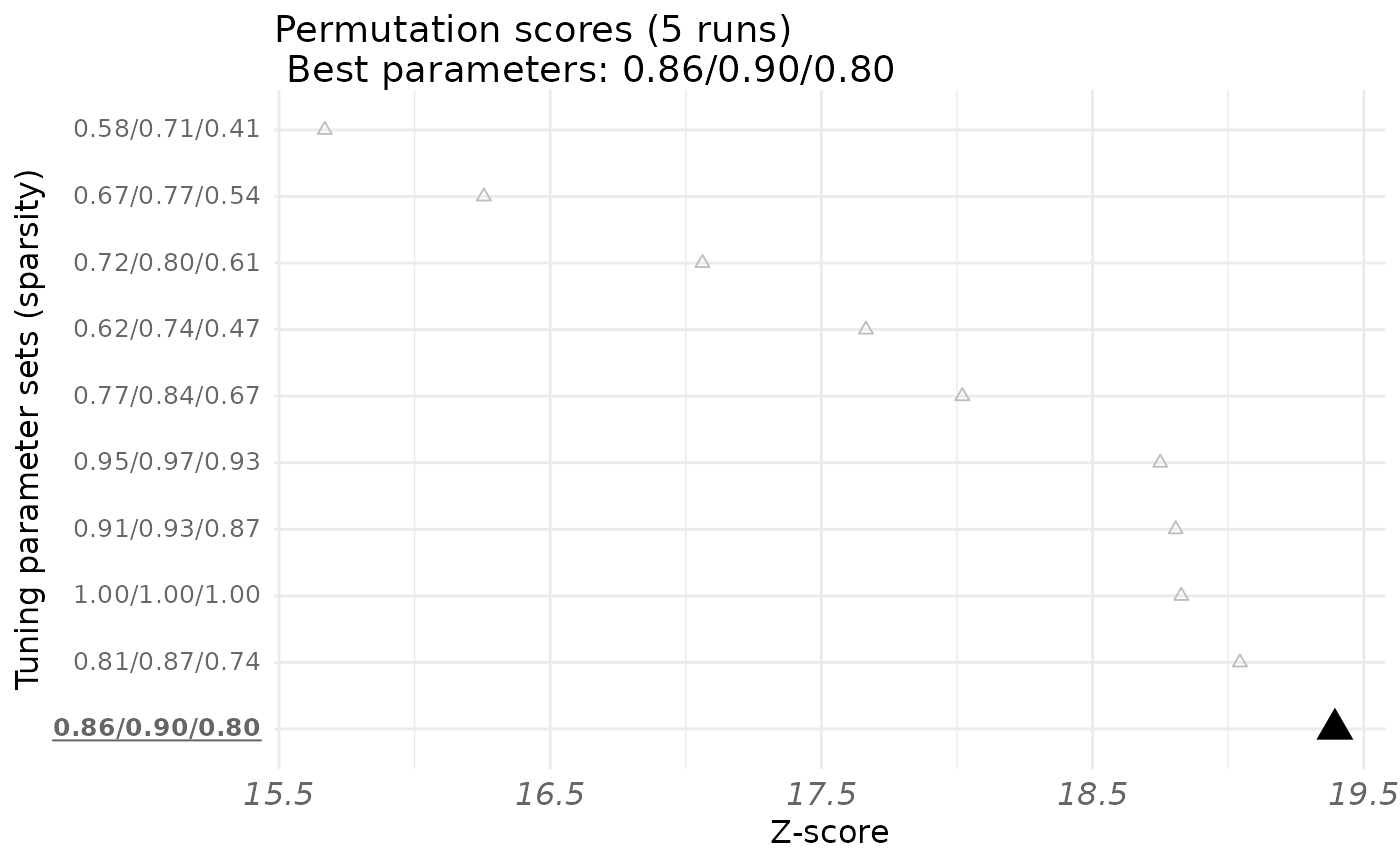 Permutation scores (5 runs)
Best parameters: 0.86/0.90/0.80
Tuning parameter sets (sparsity)
0.58/0.71/0.41
0.67/0.77/0.54
0.72/0.80/0.61
0.62/0.74/0.47
0.77/0.84/0.67
0.95/0.97/0.93
0.91/0.93/0.87
1.00/1.00/1.00
0.81/0.87/0.74
0.86/0.90/0.80
15.5 16.5 17.5 18.5 19.5
Z-score